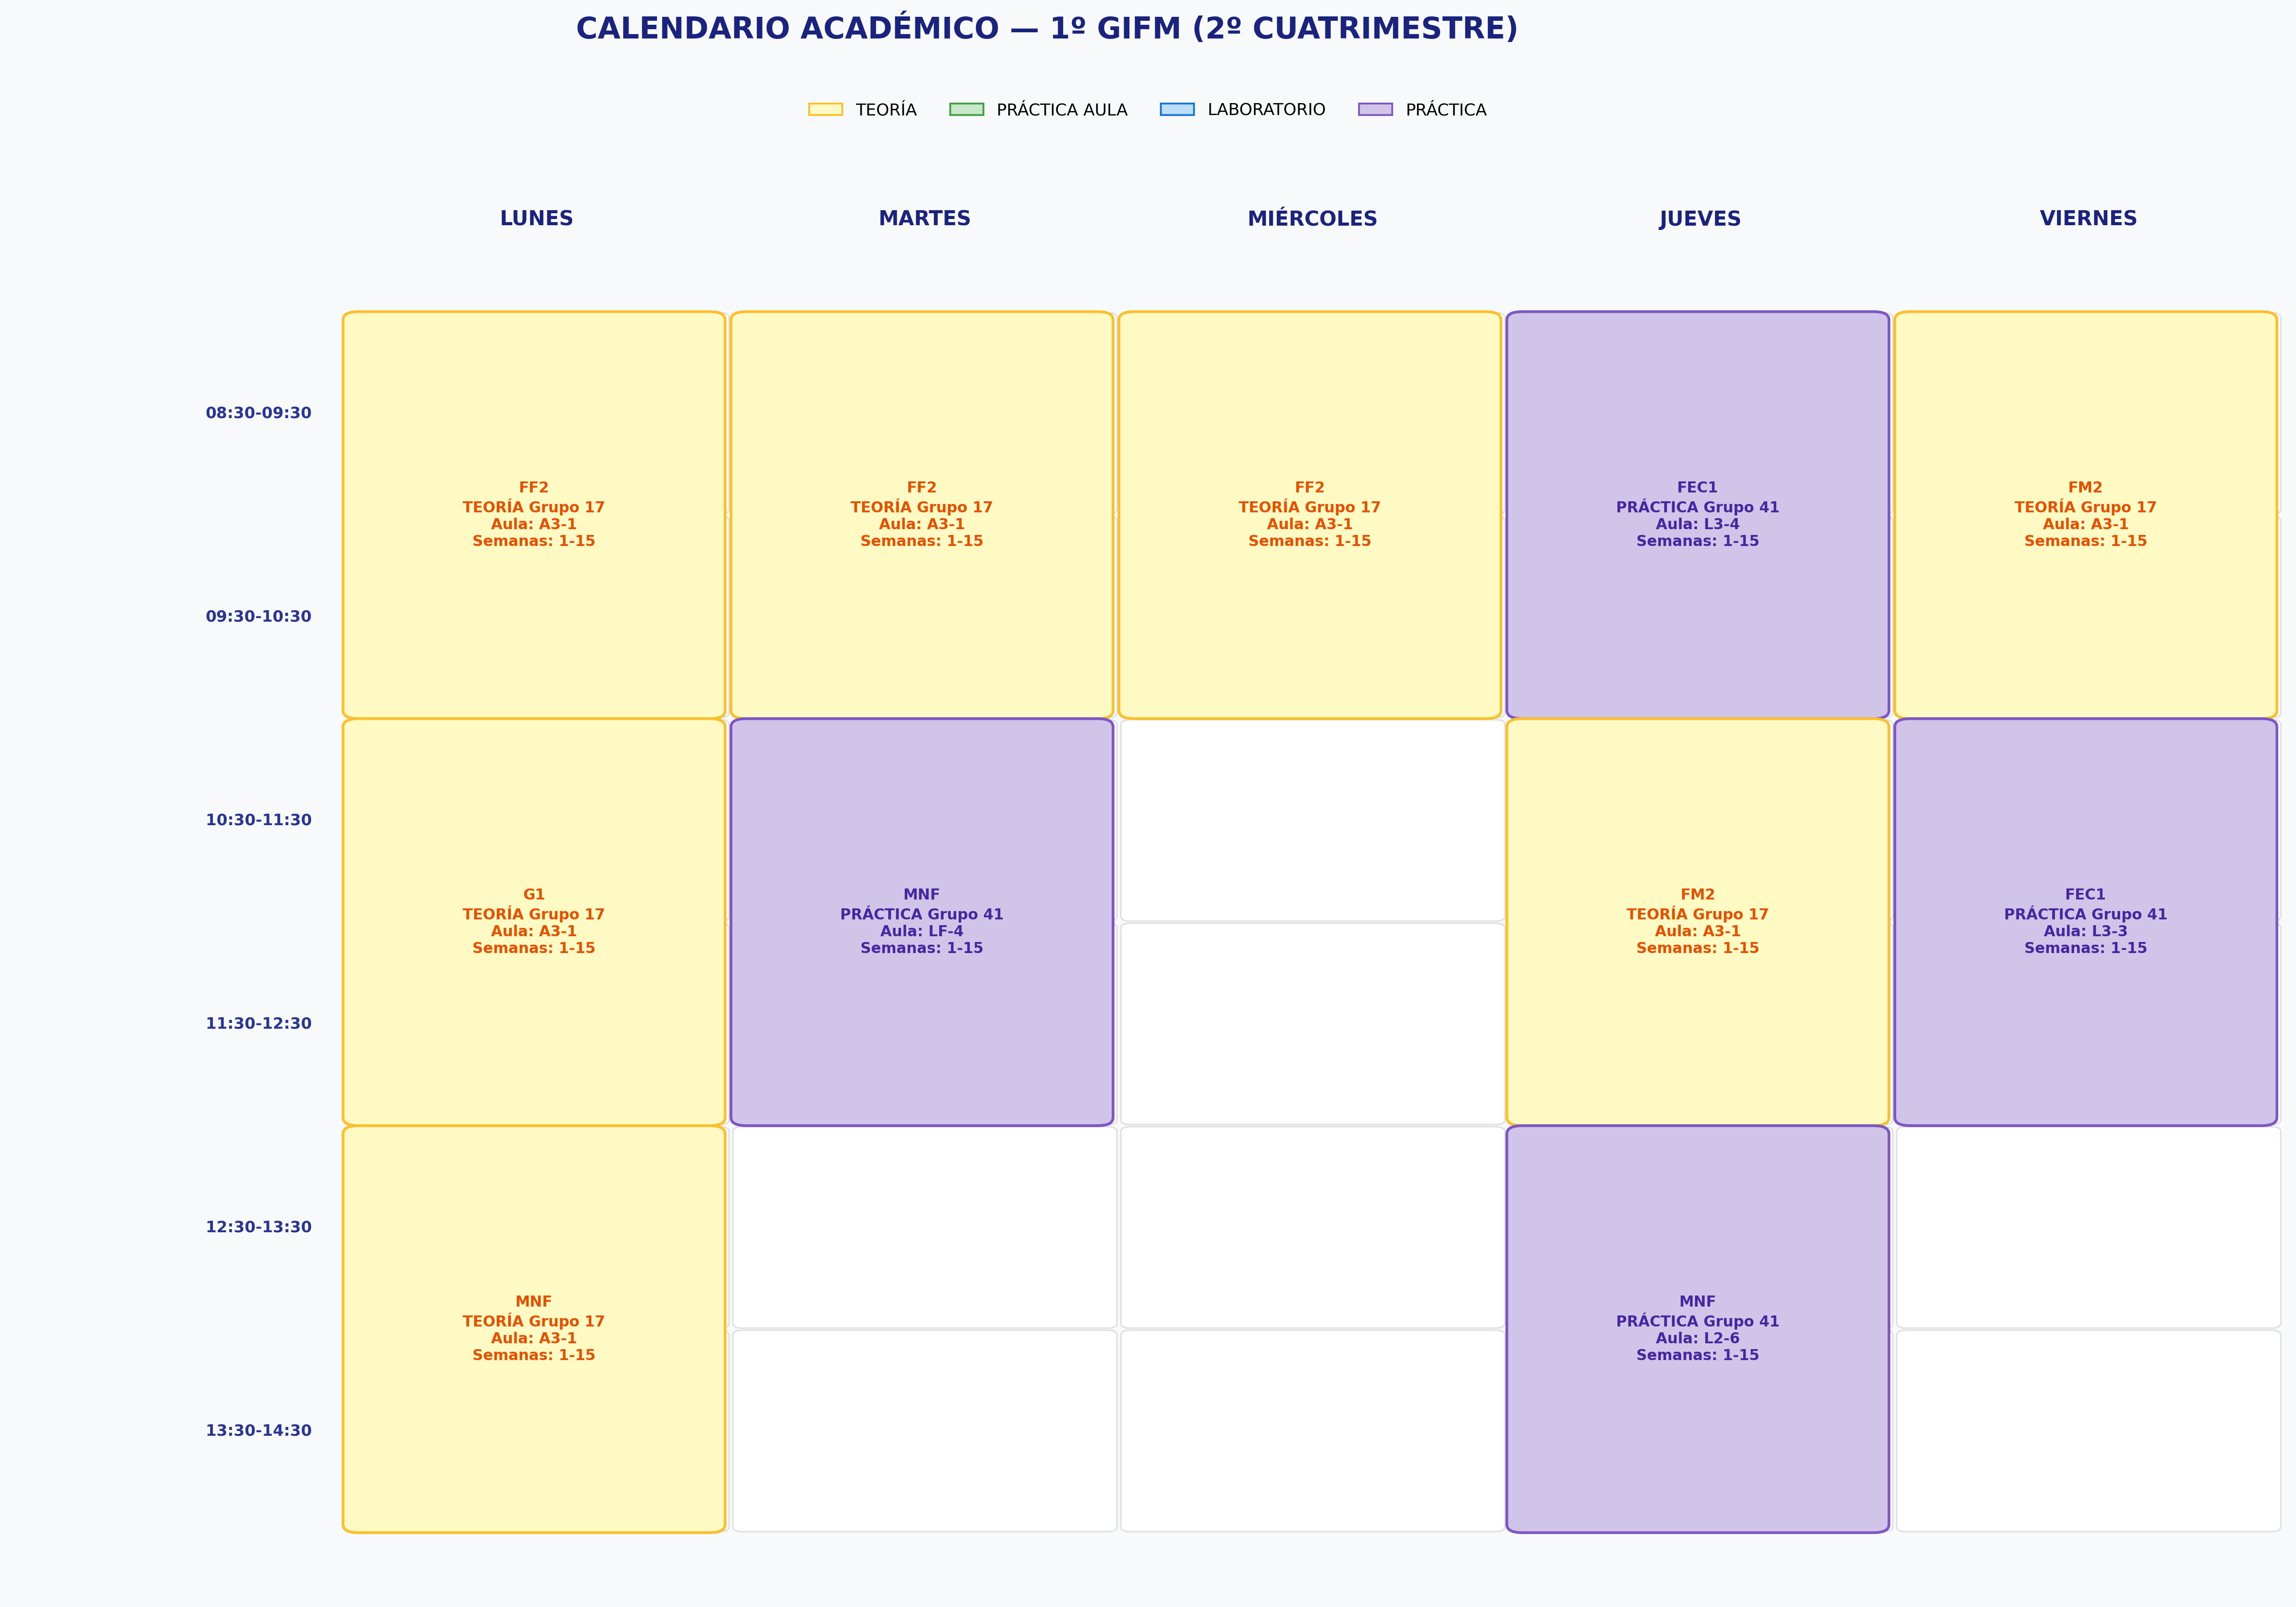 CALENDARIO ACADÉMICO — 1º GIFM (2º CUATRIMESTRE)
TEORÍA
PRÁCTICA AULA
LABORATORIO
PRÁCTICA
LUNES
MARTES
MIÉRCOLES
JUEVES
VIERNES
08:30-09:30
09:30-10:30
FF2
TEORÍA Grupo 17
Aula: A3-1
Semanas: 1-15
FF2
TEORÍA Grupo 17
Aula: A3-1
Semanas: 1-15
FF2
TEORÍA Grupo 17
Aula: A3-1
Semanas: 1-15
FEC1
PRÁCTICA Grupo 41
Aula: L3-4
Semanas: 1-15
FM2
TEORÍA Grupo 17
Aula: A3-1
Semanas: 1-15
10:30-11:30
11:30-12:30
G1
TEORÍA Grupo 17
Aula: A3-1
Semanas: 1-15
MNF
PRÁCTICA Grupo 41
Aula: LF-4
Semanas: 1-15
FM2
TEORÍA Grupo 17
Aula: A3-1
Semanas: 1-15
FEC1
PRÁCTICA Grupo 41
Aula: L3-3
Semanas: 1-15
12:30-13:30
13:30-14:30
MNF
TEORÍA Grupo 17
Aula: A3-1
Semanas: 1-15
MNF
PRÁCTICA Grupo 41
Aula: L2-6
Semanas: 1-15